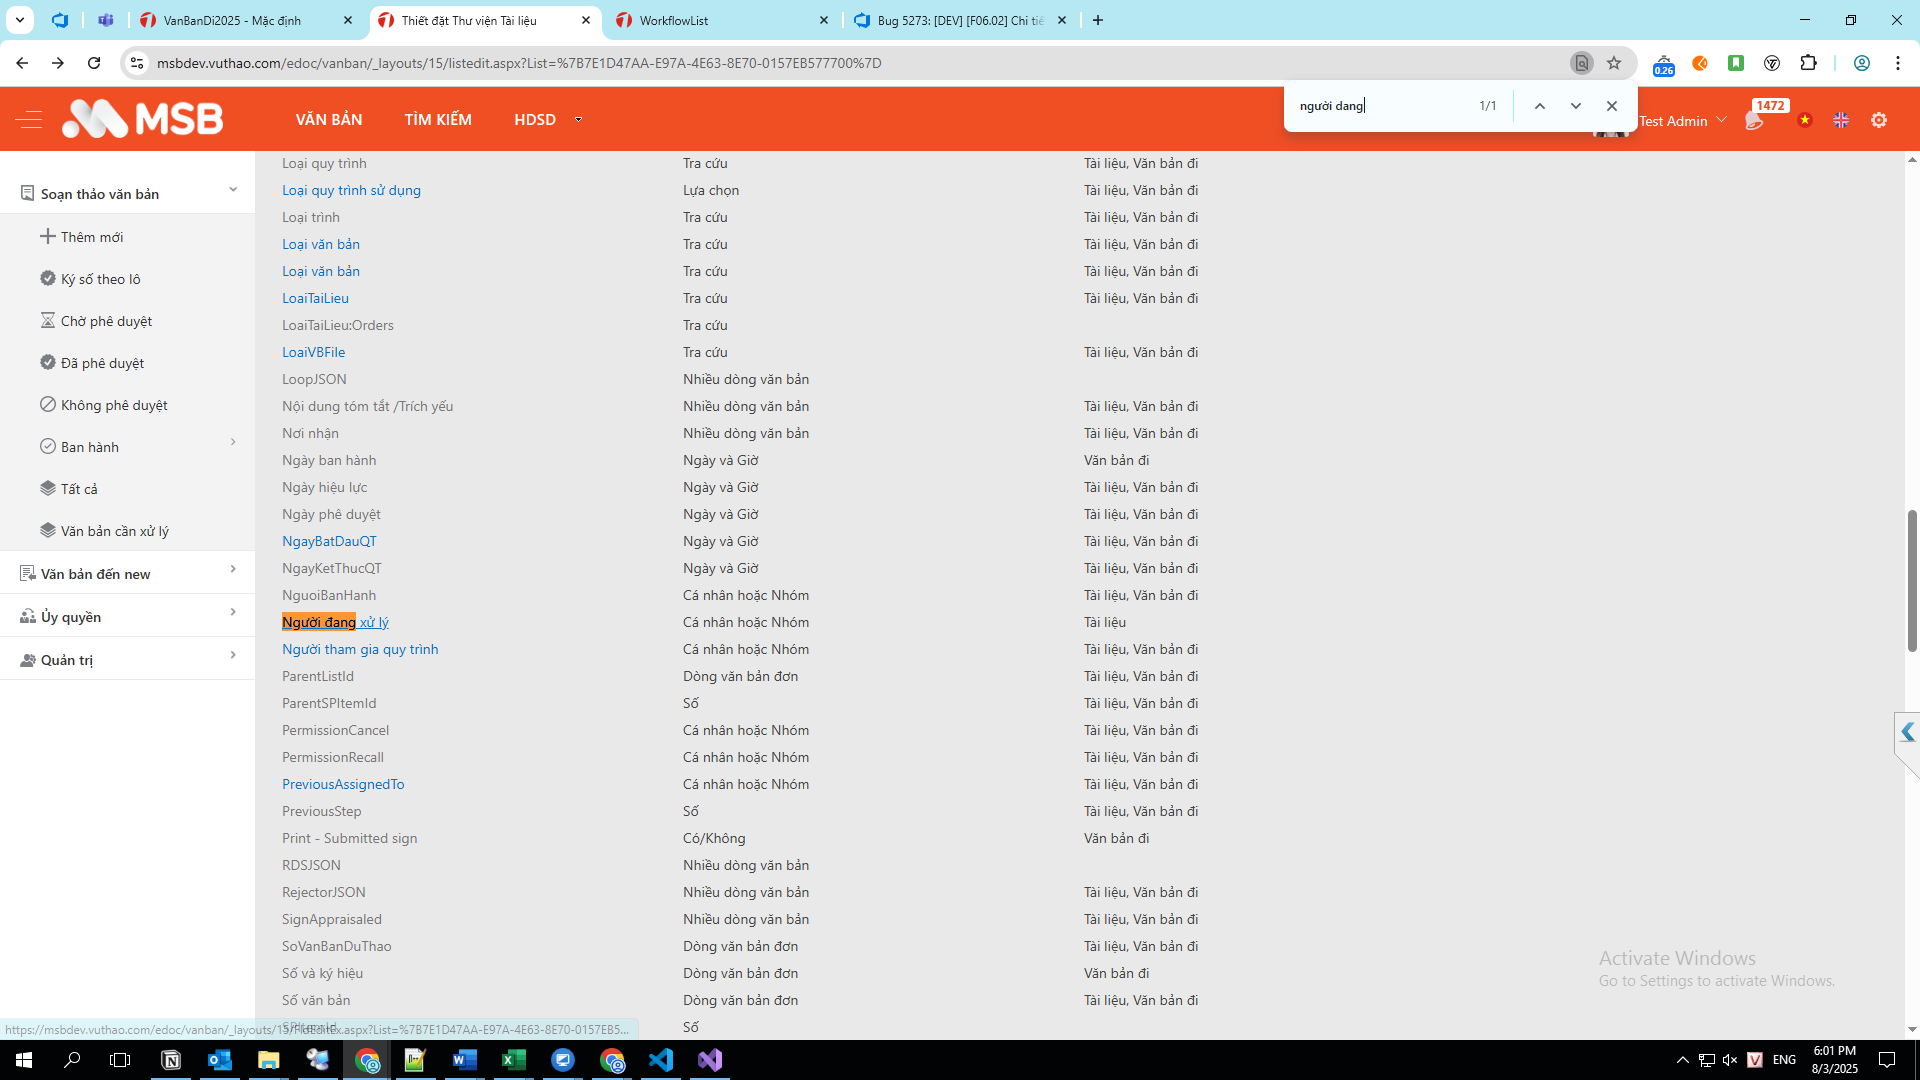 VanBanDi2025 - Mặc định
Thiết đặt Thư viện Tài liệu
WorkflowList
Bug 5273: [DEV] [F06.02] Chi tiế
msbdev.vuthao.com/edoc/vanban/_layouts/15/listedit.aspx?List=%7B7E1D47AA-E97A-4E63-8E70-0157EB577700%7D
0.26
người dang
1/1
MSB
VĂN BẢN
TÌM KIẾM
HDSD
Test Admin
1472
Soạn thảo văn bản
Thêm mới
Ký số theo lô
Chờ phê duyệt
Đã phê duyệt
Không phê duyệt
Ban hành
Tất cả
Văn bản cần xử lý
Văn bản đến new
Ủy quyền
Quản trị
Loại quy trình Tra cứu Tài liệu, Văn bản đi
Loại quy trình sử dụng Lựa chọn Tài liệu, Văn bản đi
Loại trình Tra cứu Tài liệu, Văn bản đi
Loại văn bản Tra cứu Tài liệu, Văn bản đi
Loại văn bản Tra cứu Tài liệu, Văn bản đi
LoaiTaiLieu Tra cứu Tài liệu, Văn bản đi
LoaiTaiLieu:Orders Tra cứu
LoaiVBFile Tra cứu Tài liệu, Văn bản đi
LoopJSON Nhiều dòng văn bản
Nội dung tóm tắt /Trích yếu Nhiều dòng văn bản Tài liệu, Văn bản đi
Nơi nhận Nhiều dòng văn bản Tài liệu, Văn bản đi
Ngày ban hành Ngày và Giờ Văn bản đi
Ngày hiệu lực Ngày và Giờ Tài liệu, Văn bản đi
Ngày phê duyệt Ngày và Giờ Tài liệu, Văn bản đi
NgayBatDauQT Ngày và Giờ Tài liệu, Văn bản đi
NgayKetThucQT Ngày và Giờ Tài liệu, Văn bản đi
NguoiBanHanh Cá nhân hoặc Nhóm Tài liệu, Văn bản đi
Người đang xử lý Cá nhân hoặc Nhóm Tài liệu
Người tham gia quy trình Cá nhân hoặc Nhóm Tài liệu, Văn bản đi
ParentListId Dòng văn bản đơn Tài liệu, Văn bản đi
ParentSPItemId Số Tài liệu, Văn bản đi
PermissionCancel Cá nhân hoặc Nhóm Tài liệu, Văn bản đi
PermissionRecall Cá nhân hoặc Nhóm Tài liệu, Văn bản đi
PreviousAssignedTo Cá nhân hoặc Nhóm Tài liệu, Văn bản đi
PreviousStep Số Tài liệu, Văn bản đi
Print - Submitted sign Có/Không Văn bản đi
RDSJSON Nhiều dòng văn bản
RejectorJSON Nhiều dòng văn bản Tài liệu, Văn bản đi
SignAppraisaled Nhiều dòng văn bản Tài liệu, Văn bản đi
SoVanBanDuThao Dòng văn bản đơn Tài liệu, Văn bản đi
Số và ký hiệu Dòng văn bản đơn Văn bản đi
Số văn bản Dòng văn bản đơn Tài liệu, Văn bản đi
SPItemId Số
Activate Windows
Go to Settings to activate Windows.
https://msbdev.vuthao.com/edoc/vanban/_layouts/15/FldEditEx.aspx?List=%7B7E1D47AA-E97A-4E63-8E70-0157EB5...
ENG
6:01 PM
8/3/2025